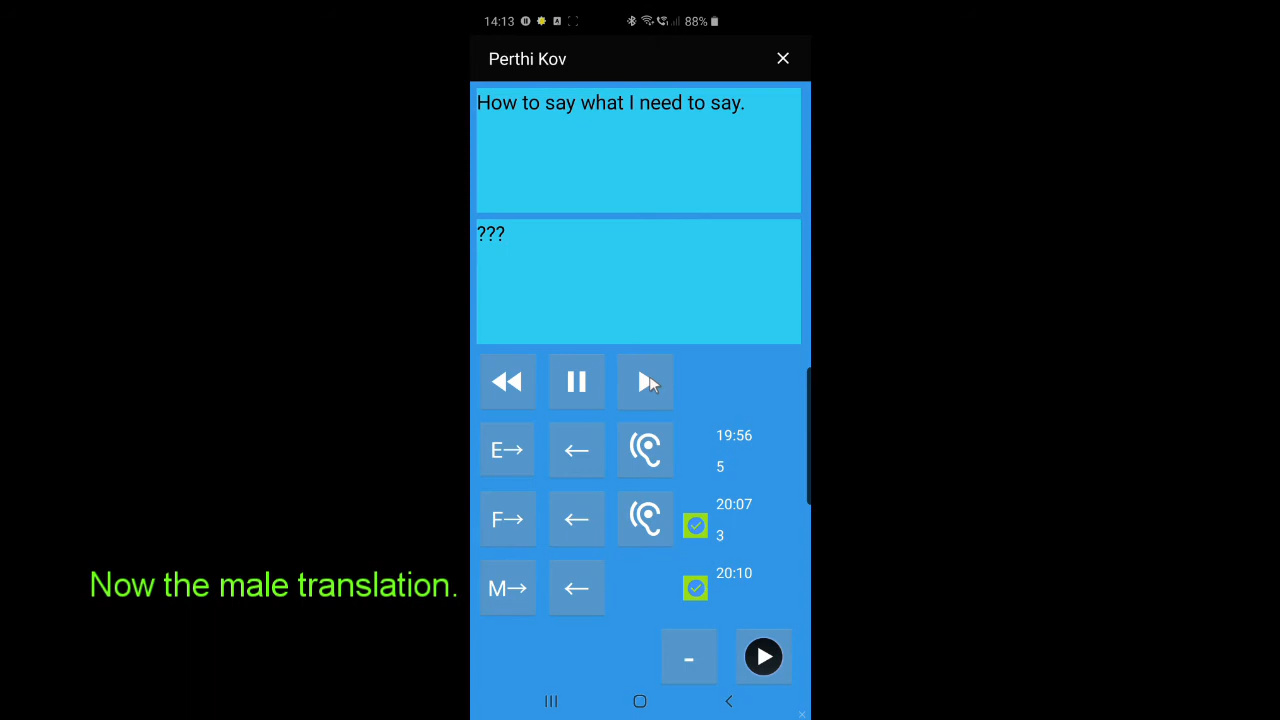 14:13
88%
Perthi Kov
How to say what I need to say.
???
E→
19:56
5
F→
20:07
3
Now the male translation.
M→
20:10
-